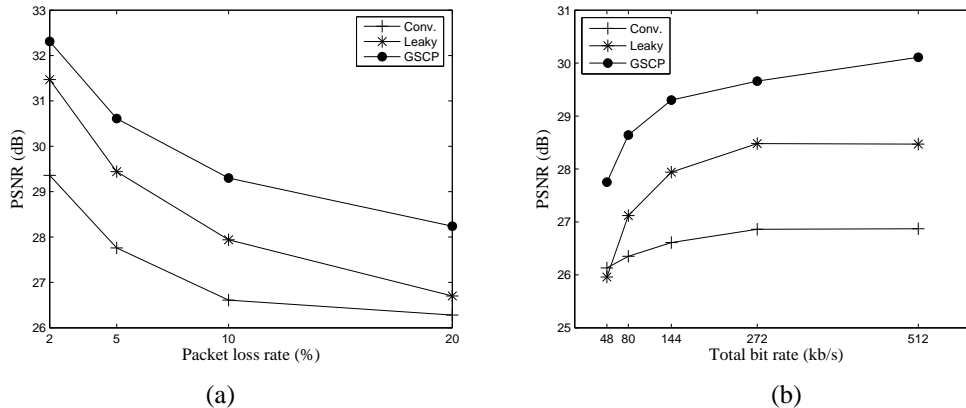 33
32
31
30
29
28
27
26
2
5
10
20
PSNR (dB)
Packet loss rate (%)
Conv.
Leaky
GSCP
(a)
31
30
29
28
27
26
25
48
80
144
272
512
PSNR (dB)
Total bit rate (kb/s)
Conv.
Leaky
GSCP
(b)